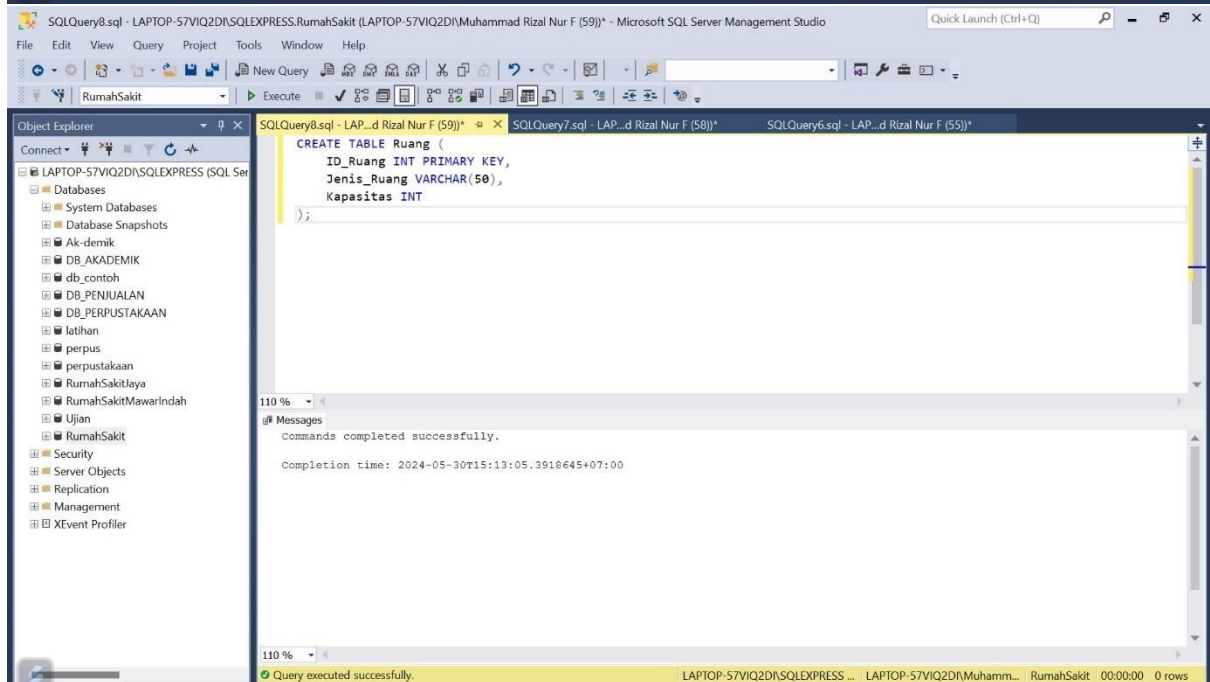 SQLQuery8.sql - LAPTOP-57VIQ2DI\SQLEXPRESS.RumahSakit (LAPTOP-57VIQ2DI\Muhammad Rizal Nur F (59))* - Microsoft SQL Server Management Studio
Quick Launch (Ctrl+Q)
File Edit View Query Project Tools Window Help
New Query
RumahSakit
Execute
Object Explorer
Connect
LAPTOP-57VIQ2DI\SQLEXPRESS (SQL Ser
Databases
System Databases
Database Snapshots
Ak-demik
DB_AKADEMIK
db_contoh
DB_PENJUALAN
DB_PERPUSTAKAAN
latihan
perpus
perpustakaan
RumahSakitJaya
RumahSakitMawarIndah
Ujian
RumahSakit
Security
Server Objects
Replication
Management
XEvent Profiler
SQLQuery8.sql - LAP...d Rizal Nur F (59))*
SQLQuery7.sql - LAP...d Rizal Nur F (58))*
SQLQuery6.sql - LAP...d Rizal Nur F (55))*
CREATE TABLE Ruang (
ID_Ruang INT PRIMARY KEY,
Jenis_Ruang VARCHAR(50),
Kapasitas INT
);
110 %
Messages
Commands completed successfully.
Completion time: 2024-05-30T15:13:05.3918645+07:00
110 %
Query executed successfully.
LAPTOP-57VIQ2DI\SQLEXPRESS ...
LAPTOP-57VIQ2DI\Muhamm...
RumahSakit
00:00:00
0 rows